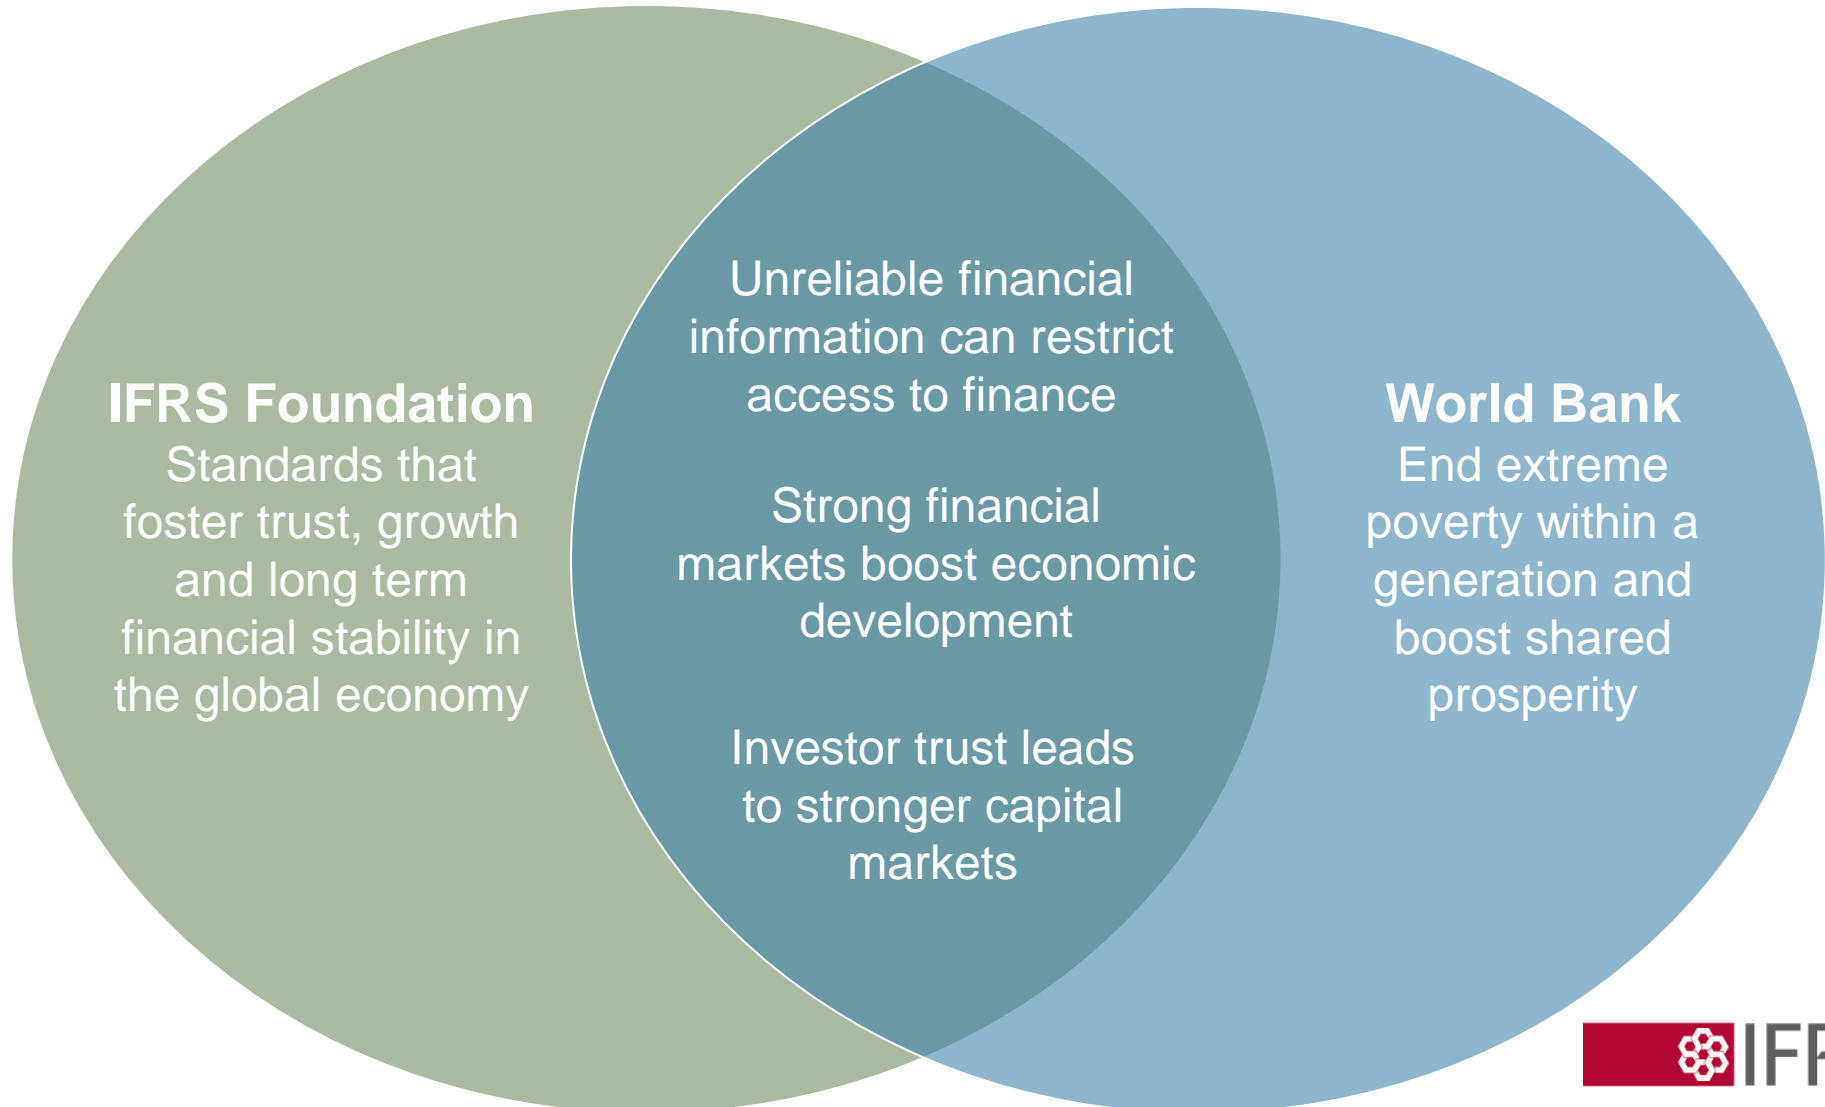 IFRS Foundation
Standards that
foster trust, growth
and long term
financial stability in
the global economy
Unreliable financial
information can restrict
access to finance
Strong financial
markets boost economic
development
Investor trust leads
to stronger capital
markets
World Bank
End extreme
poverty within a
generation and
boost shared
prosperity